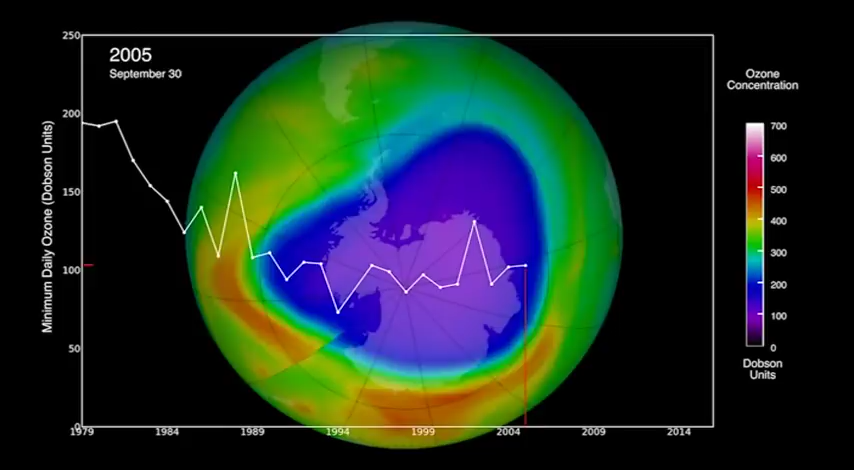 2005
September 30
Minimum Daily Ozone (Dobson Units)
250
200
150
100
50
0
1979 1984 1989 1994 1999 2004 2009 2014
Ozone
Concentration
700
600
500
400
300
200
100
0
Dobson
Units